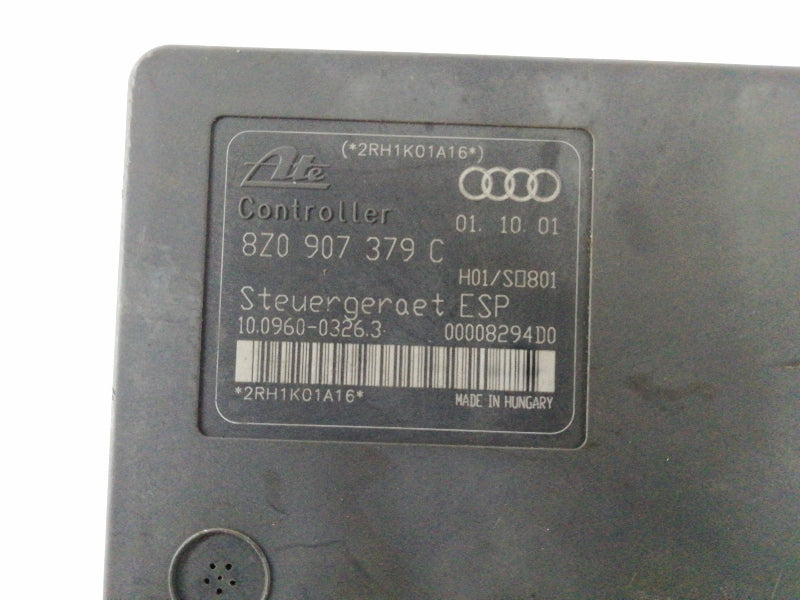 (*2RH1K01A16*)
Ate
Controller
01. 10. 01
8Z0 907 379 C
H01/S□801
Steuergeraet ESP
10.0960-0326.3
00008294D0
*2RH1K01A16*
MADE IN HUNGARY